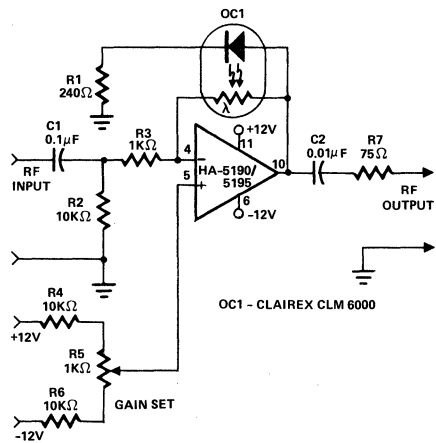 OC1
R1
240Ω
λ
C1
0.1μF
R3
1KΩ
4
+12V
11
C2
0.01μF
R7
75Ω
RF
INPUT
−
HA-5190/
5195
10
5
+
6
−12V
RF
OUTPUT
R2
10KΩ
OC1 – CLAIREX CLM 6000
R4
10KΩ
+12V
R5
1KΩ
GAIN SET
R6
10KΩ
−12V